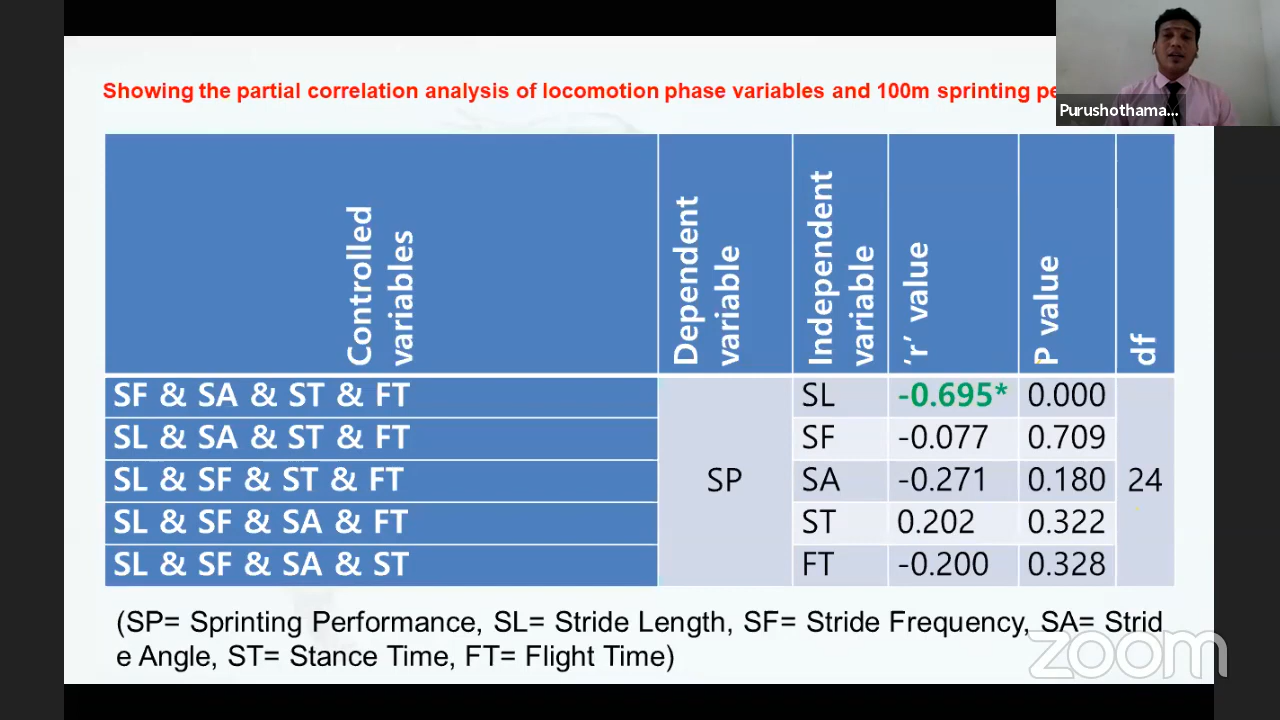 Showing the partial correlation analysis of locomotion phase variables and 100m sprinting
Purushothama...
Controlled variables
Dependent variable
Independent variable
‘r’ value
P value
df
SF & SA & ST & FT SL -0.695* 0.000
SL & SA & ST & FT SF -0.077 0.709
SL & SF & ST & FT SP SA -0.271 0.180 24
SL & SF & SA & FT ST 0.202 0.322
SL & SF & SA & ST FT -0.200 0.328
(SP= Sprinting Performance, SL= Stride Length, SF= Stride Frequency, SA= Strid
e Angle, ST= Stance Time, FT= Flight Time)
zoom